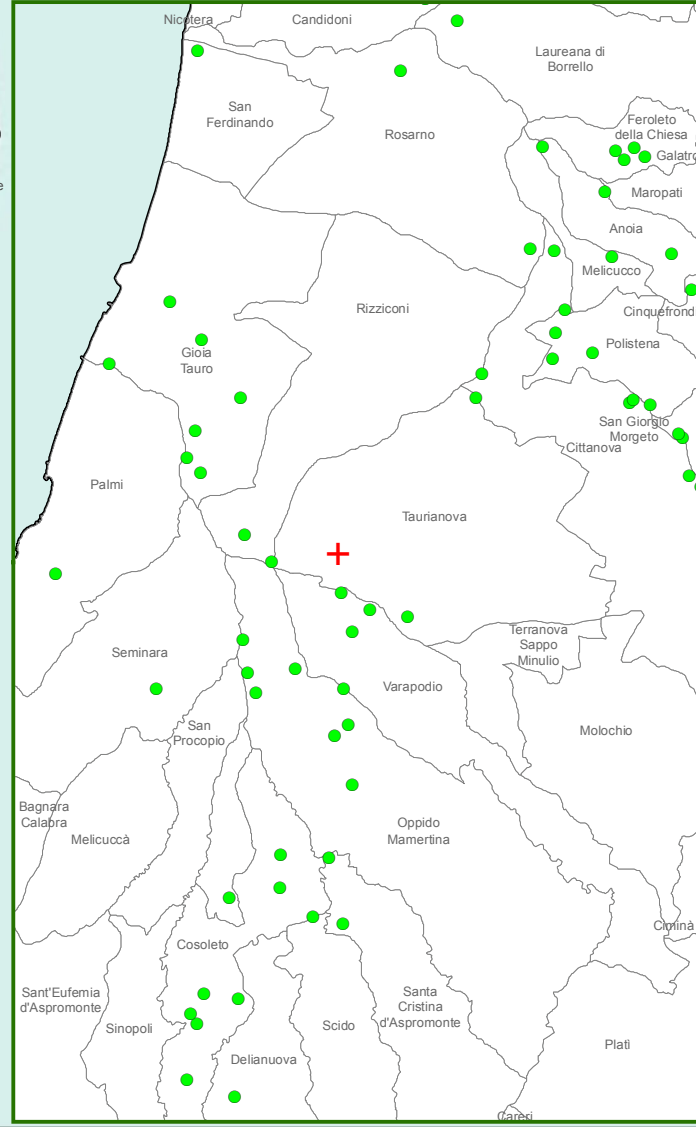 Nicotera
Candidoni
Laureana di
Borrello
San
Ferdinando
Rosarno
Feroleto
della Chiesa
Galatro
Maropati
Anoia
Melicucco
Rizziconi
Cinquefrondi
Gioia
Tauro
Polistena
San Giorgio
Morgeto
Cittanova
Palmi
Taurianova
Terranova
Sappo
Minulio
Seminara
Varapodio
San
Procopio
Molochio
Bagnara
Calabra
Melicuccà
Oppido
Mamertina
Ciminà
Cosoleto
Sant'Eufemia
d'Aspromonte
Santa
Cristina
d'Aspromonte
Sinopoli
Scido
Platì
Delianuova
Careri